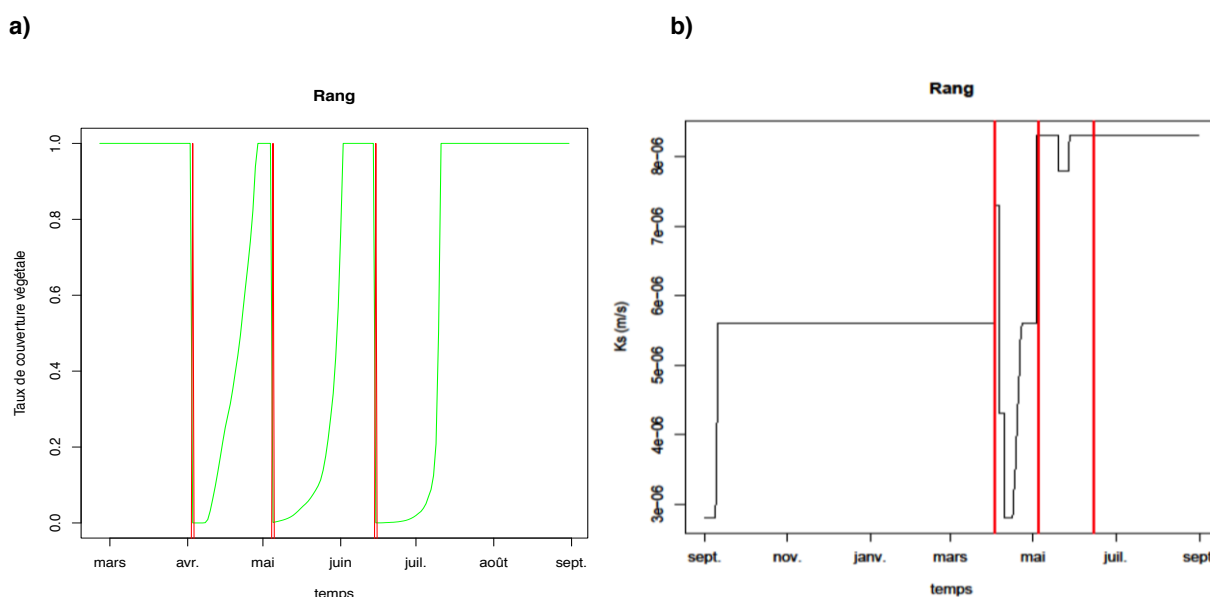 a)
Rang
Taux de couverture végétale
1.0
0.8
0.6
0.4
0.2
0.0
mars avr. mai juin juil. août sept.
temps
b)
Rang
Ks (m/s)
8e−06
7e−06
6e−06
5e−06
4e−06
3e−06
sept. nov. janv. mars mai juil. sept
temps